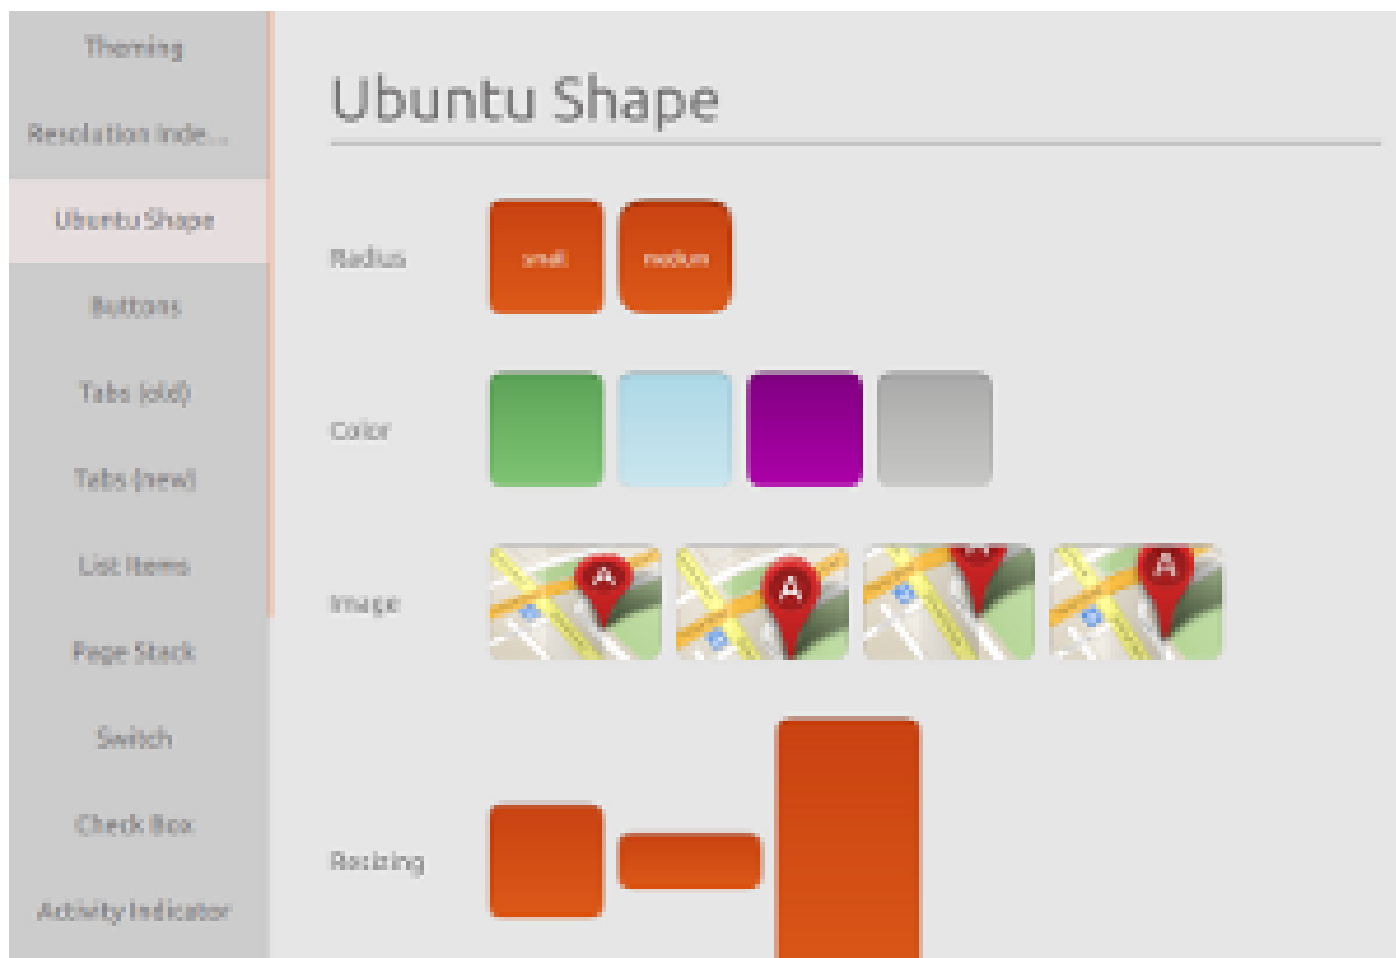 Theming
Resolution Inde...
Ubuntu Shape
Buttons
Tabs (old)
Tabs (new)
List Items
Page Stack
Switch
Check Box
Activity Indicator
Ubuntu Shape
Radius
small
medium
Color
Image
A
A
A
A
Resizing